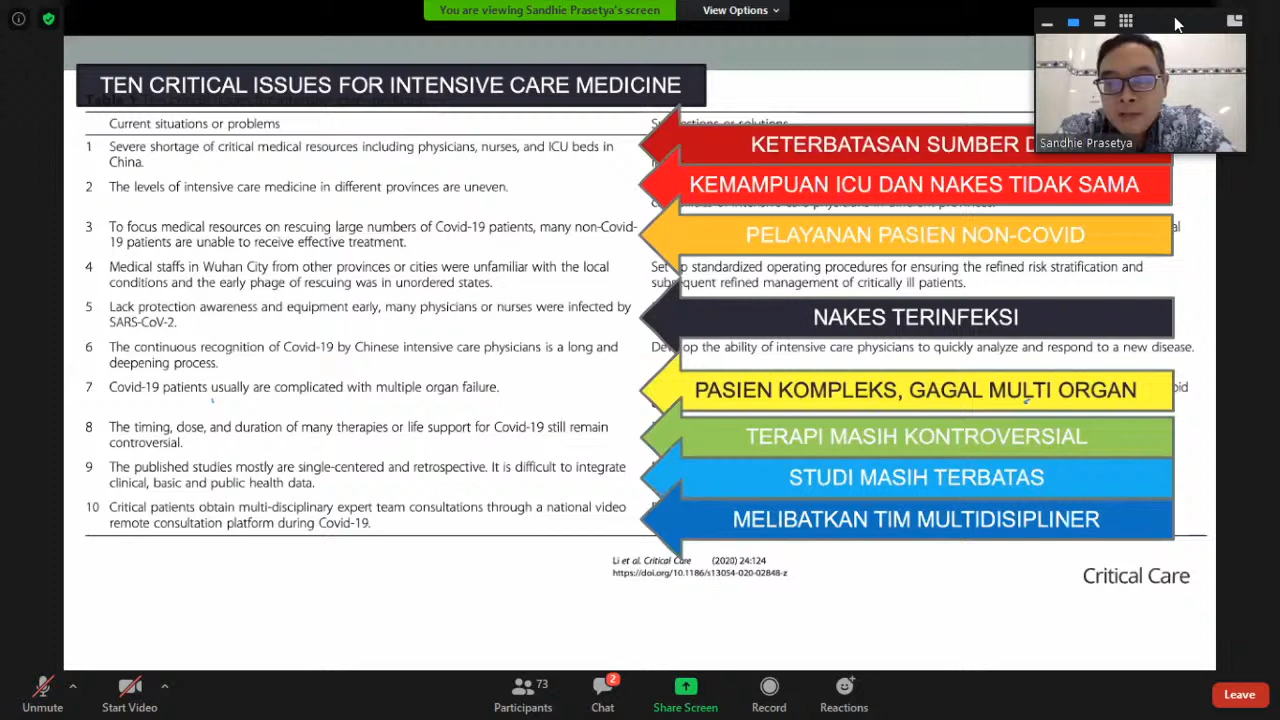 You are viewing Sandhie Prasetya's screen
View Options
TEN CRITICAL ISSUES FOR INTENSIVE CARE MEDICINE
Current situations or problems
1 Severe shortage of critical medical resources including physicians, nurses, and ICU beds in
China.
KETERBATASAN SUMBER
Sandhie Prasetya
2 The levels of intensive care medicine in different provinces are uneven.
KEMAMPUAN ICU DAN NAKES TIDAK SAMA
3 To focus medical resources on rescuing large numbers of Covid-19 patients, many non-Covid-
19 patients are unable to receive effective treatment.
PELAYANAN PASIEN NON-COVID
4 Medical staffs in Wuhan City from other provinces or cities were unfamiliar with the local
conditions and the early phage of rescuing was in unordered states.
Set up standardized operating procedures for ensuring the refined risk stratification and
subsequent refined management of critically ill patients.
5 Lack protection awareness and equipment early, many physicians or nurses were infected by
SARS-CoV-2.
NAKES TERINFEKSI
6 The continuous recognition of Covid-19 by Chinese intensive care physicians is a long and
deepening process.
Develop the ability of intensive care physicians to quickly analyze and respond to a new disease.
7 Covid-19 patients usually are complicated with multiple organ failure.
PASIEN KOMPLEKS, GAGAL MULTI ORGAN
8 The timing, dose, and duration of many therapies or life support for Covid-19 still remain
controversial.
TERAPI MASIH KONTROVERSIAL
9 The published studies mostly are single-centered and retrospective. It is difficult to integrate
clinical, basic and public health data.
STUDI MASIH TERBATAS
10 Critical patients obtain multi-disciplinary expert team consultations through a national video
remote consultation platform during Covid-19.
MELIBATKAN TIM MULTIDISIPLINER
Li et al. Critical Care (2020) 24:124
https://doi.org/10.1186/s13054-020-02848-z
Critical Care
Unmute
Start Video
73
Participants
2
Chat
Share Screen
Record
Reactions
Leave